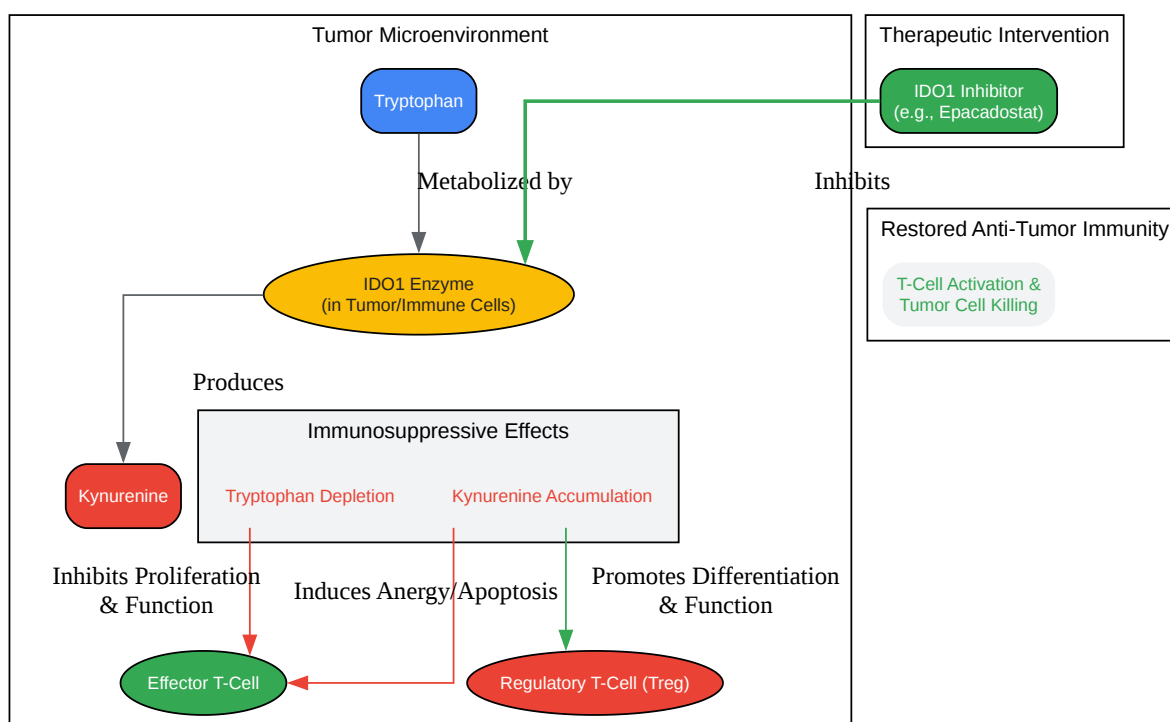 Tumor Microenvironment
Therapeutic Intervention
Tryptophan
IDO1 Inhibitor
(e.g., Epacadostat)
Metabolized by
Inhibits
Restored Anti-Tumor Immunity
T-Cell Activation &
Tumor Cell Killing
IDO1 Enzyme
(in Tumor/Immune Cells)
Produces
Immunosuppressive Effects
Kynurenine
Tryptophan Depletion
Kynurenine Accumulation
Inhibits Proliferation
& Function
Induces Anergy/Apoptosis
Promotes Differentiation
& Function
Effector T-Cell
Regulatory T-Cell (Treg)